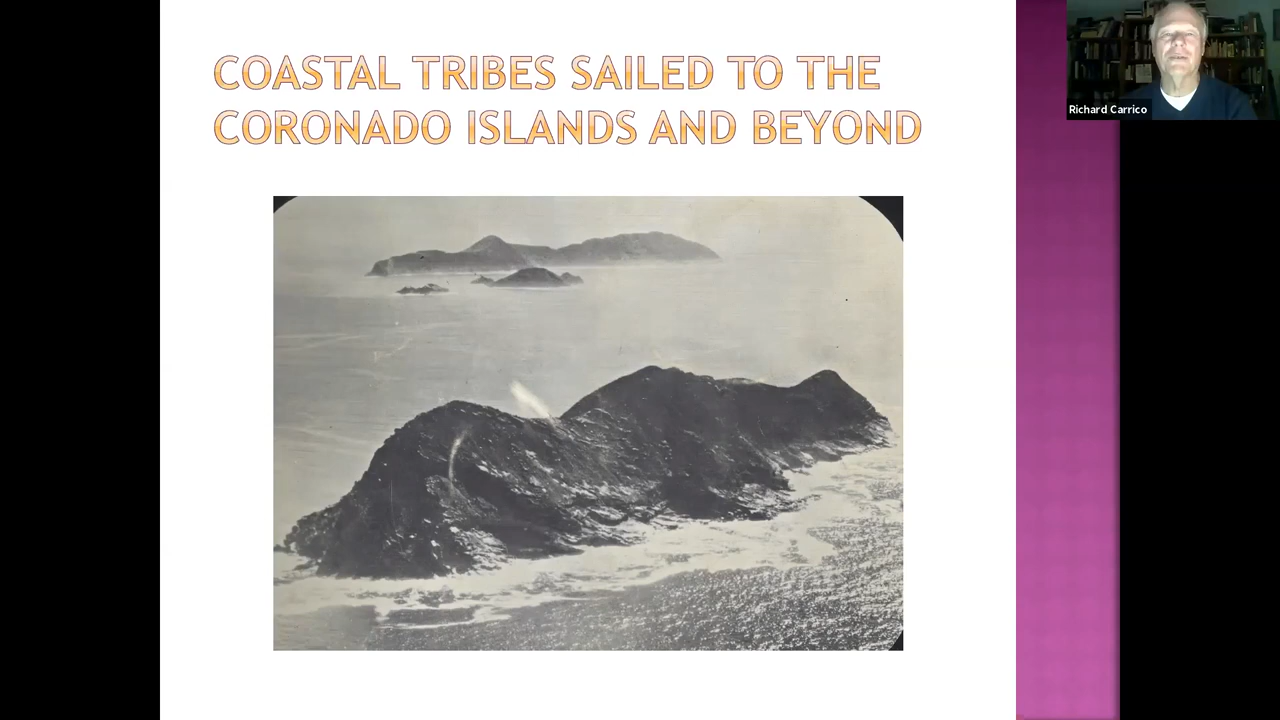 COASTAL TRIBES SAILED TO THE
CORONADO ISLANDS AND BEYOND
Richard Carrico